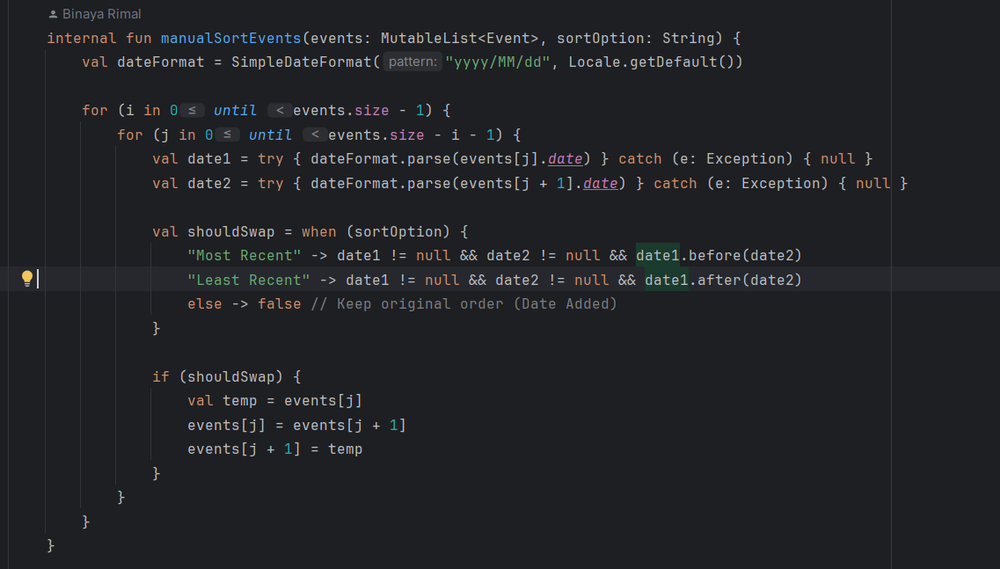 Binaya Rimal
internal fun manualSortEvents(events: MutableList<Event>, sortOption: String) {
    val dateFormat = SimpleDateFormat( pattern: "yyyy/MM/dd", Locale.getDefault())
    for (i in 0 ≤ until < events.size - 1) {
        for (j in 0 ≤ until < events.size - i - 1) {
            val date1 = try { dateFormat.parse(events[j].date) } catch (e: Exception) { null }
            val date2 = try { dateFormat.parse(events[j + 1].date) } catch (e: Exception) { null }
            val shouldSwap = when (sortOption) {
                "Most Recent" -> date1 != null && date2 != null && date1.before(date2)
                "Least Recent" -> date1 != null && date2 != null && date1.after(date2)
                else -> false // Keep original order (Date Added)
            }
            if (shouldSwap) {
                val temp = events[j]
                events[j] = events[j + 1]
                events[j + 1] = temp
            }
        }
    }
}